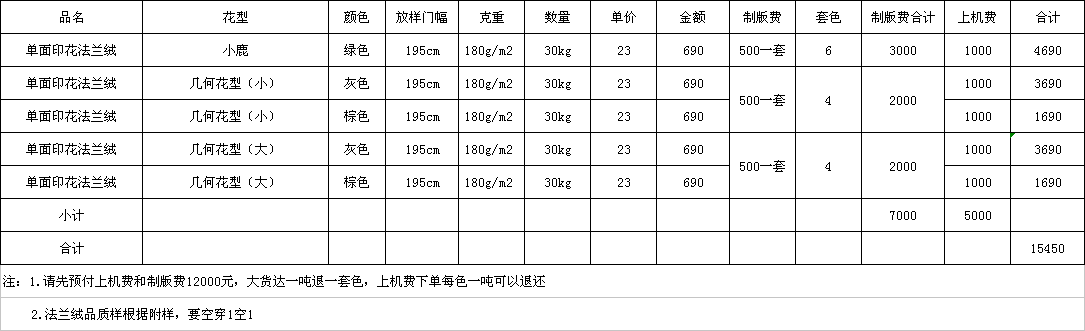 品名 花型 颜色 放样门幅 克重 数量 单价 金额 制版费 套色 制版费合计 上机费 合计
单面印花法兰绒 小鹿 绿色 195cm 180g/m2 30kg 23 690 500一套 6 3000 1000 4690
单面印花法兰绒 几何花型（小） 灰色 195cm 180g/m2 30kg 23 690 500一套 4 2000 1000 3690
单面印花法兰绒 几何花型（小） 棕色 195cm 180g/m2 30kg 23 690 1000 1690
单面印花法兰绒 几何花型（大） 灰色 195cm 180g/m2 30kg 23 690 500一套 4 2000 1000 3690
单面印花法兰绒 几何花型（大） 棕色 195cm 180g/m2 30kg 23 690 1000 1690
小计 7000 5000
合计 15450
注：1.请先预付上机费和制版费12000元，大货达一吨退一套色，上机费下单每色一吨可以退还
2.法兰绒品质样根据附样，要空穿1空1